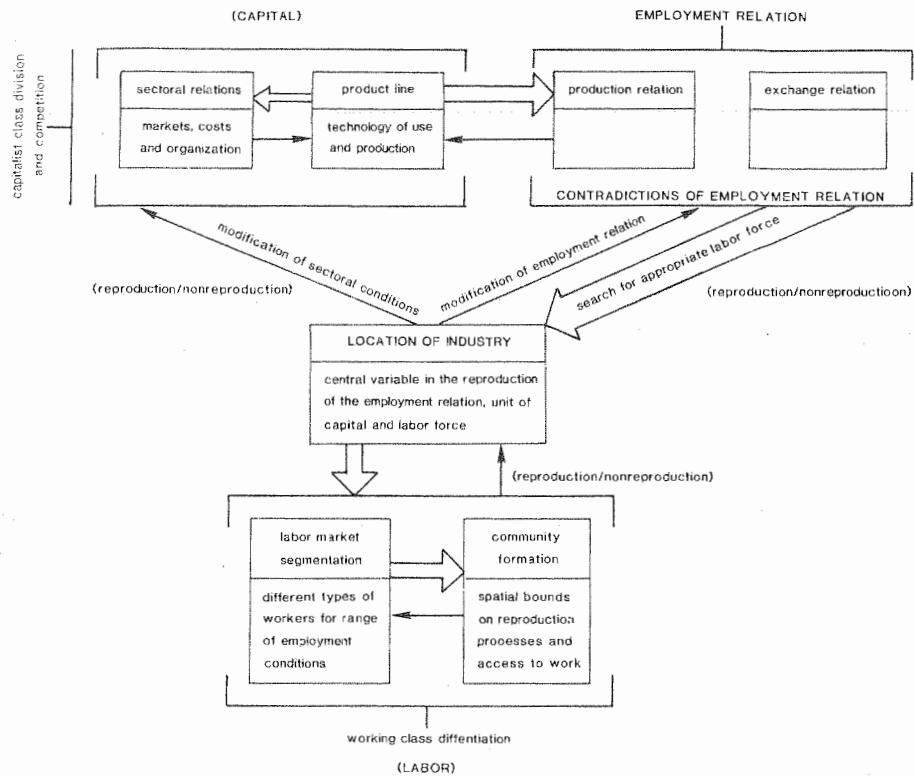 (CAPITAL)
EMPLOYMENT RELATION
capitalist class division
and competition
sectoral relations
markets, costs
and organization
product line
technology of use
and production
production relation
exchange relation
CONTRADICTIONS OF EMPLOYMENT RELATION
modification of sectoral conditions
modification of employment relation
search for appropriate labor force
(reproduction/nonreproduction)
(reproduction/nonreproductioon)
LOCATION OF INDUSTRY
central variable in the reproduction
of the employment relation, unit of
capital and labor force
(reproduction/nonreproduction)
labor market
segmentation
different types of
workers for range
of employment
conditions
community
formation
spatial bounds
on reproduction
processes and
access to work
working class diffentiation
(LABOR)